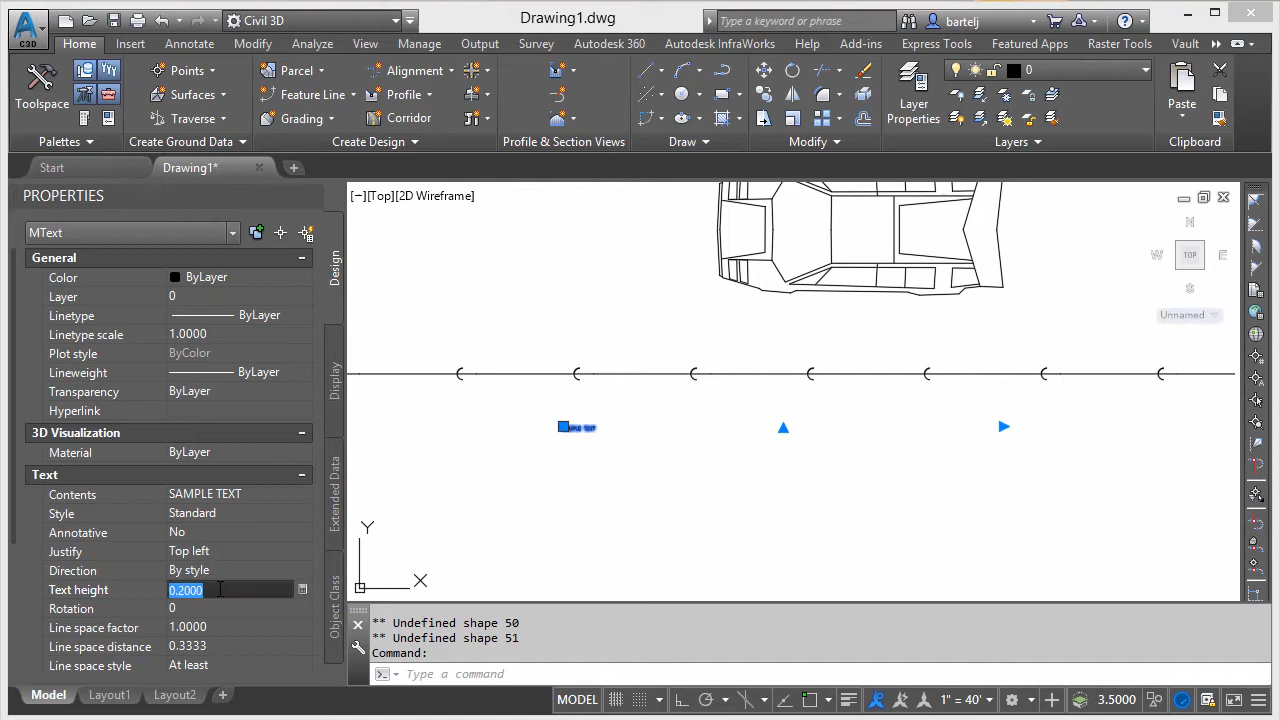 Civil 3D
Drawing1.dwg
Type a keyword or phrase
bartelj
C3D
Home Insert Annotate Modify Analyze View Manage Output Survey Autodesk 360 Autodesk InfraWorks Help Add-ins Express Tools Featured Apps Raster Tools Vault
Toolspace
Points
Surfaces
Traverse
Parcel
Feature Line
Grading
Alignment
Profile
Corridor
Layer
Properties
0
Paste
Palettes Create Ground Data Create Design Profile & Section Views Draw Modify Layers Clipboard
Start Drawing1*
PROPERTIES
[−][Top][2D Wireframe]
MText
General
Color ByLayer
Layer 0
Linetype ByLayer
Linetype scale 1.0000
Plot style ByColor
Lineweight ByLayer
Transparency ByLayer
Hyperlink
3D Visualization
Material ByLayer
Text
Contents SAMPLE TEXT
Style Standard
Annotative No
Justify Top left
Direction By style
Text height 0.2000
Rotation 0
Line space factor 1.0000
Line space distance 0.3333
Line space style At least
Design
Display
Extended Data
Object Class
N
W TOP E
S
Unnamed
Y
X
** Undefined shape 50
** Undefined shape 51
Command:
Type a command
Model Layout1 Layout2
MODEL 1" = 40' 3.5000